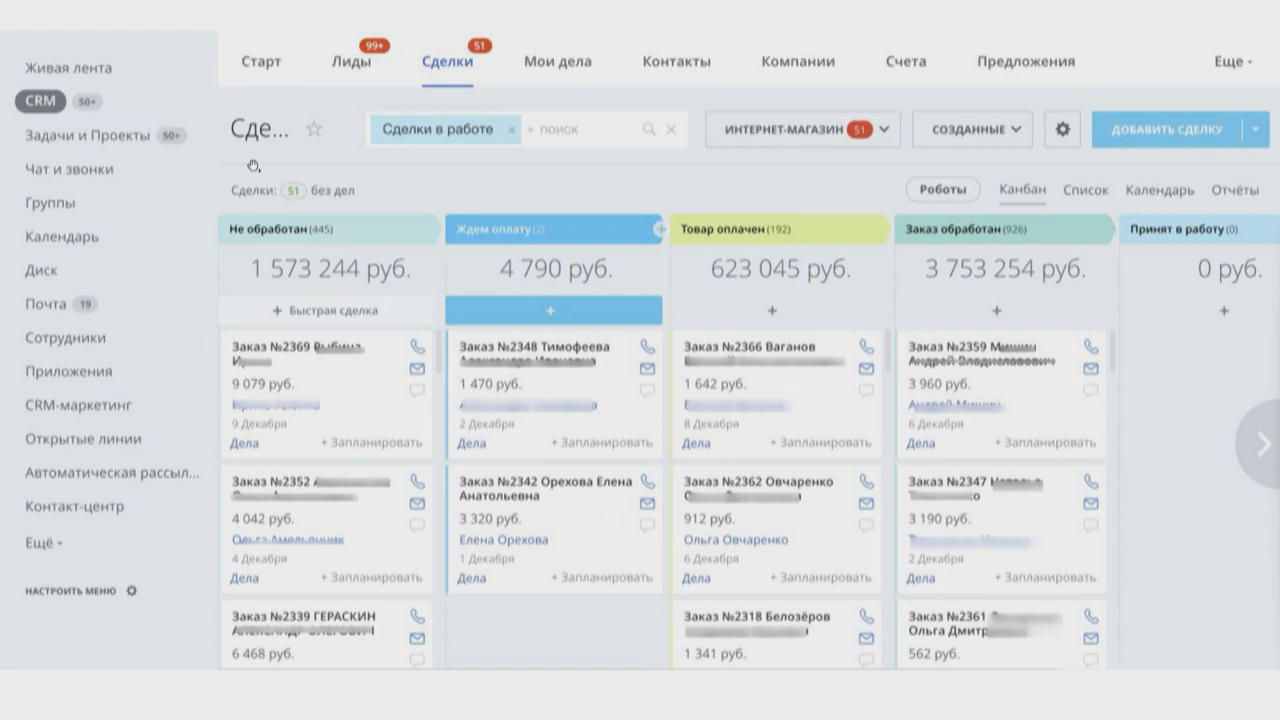 Живая лента
CRM 50+
Задачи и Проекты 50+
Чат и звонки
Группы
Календарь
Диск
Почта 19
Сотрудники
Приложения
CRM-маркетинг
Открытые линии
Автоматическая рассыл...
Контакт-центр
Ещё
НАСТРОИТЬ МЕНЮ
Старт Лиды 99+ Сделки 51 Мои дела Контакты Компании Счета Предложения Еще
Сде... Сделки в работе × + поиск ИНТЕРНЕТ-МАГАЗИН 51 СОЗДАННЫЕ ДОБАВИТЬ СДЕЛКУ
Сделки: 51 без дел Роботы Канбан Список Календарь Отчёты
Не обработан (445)
1 573 244 руб.
+ Быстрая сделка
Заказ №2369
9 079 руб.
9 Декабря
Дела + Запланировать
Заказ №2352
4 042 руб.
4 Декабря
Дела + Запланировать
Заказ №2339 ГЕРАСКИН
6 468 руб.
Ждем оплату (2)
4 790 руб.
+
Заказ №2348 Тимофеева
1 470 руб.
2 Декабря
Дела + Запланировать
Заказ №2342 Орехова Елена
Анатольевна
3 320 руб.
Елена Орехова
1 Декабря
Дела + Запланировать
Товар оплачен (192)
623 045 руб.
+
Заказ №2366 Ваганов
1 642 руб.
8 Декабря
Дела + Запланировать
Заказ №2362 Овчаренко
912 руб.
Ольга Овчаренко
6 Декабря
Дела + Запланировать
Заказ №2318 Белозёров
1 341 руб.
Заказ обработан (926)
3 753 254 руб.
+
Заказ №2359
3 960 руб.
6 Декабря
Дела + Запланировать
Заказ №2347
3 190 руб.
2 Декабря
Дела + Запланировать
Заказ №2361
Ольга
562 руб.
Принят в работу (0)
0 руб.
+